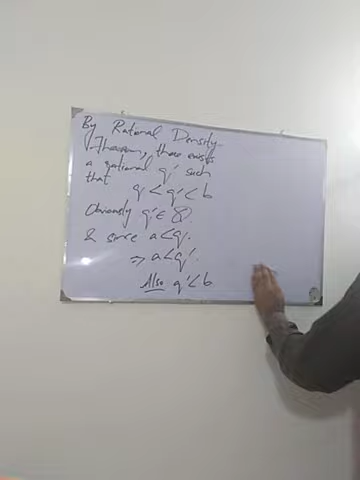 By Rational Density
Theorem, there exists
a rational q' such
that
q < q' < b
Obviously q' ∈ Q.
& since a < q.
⇒ a < q'.
Also q' < b